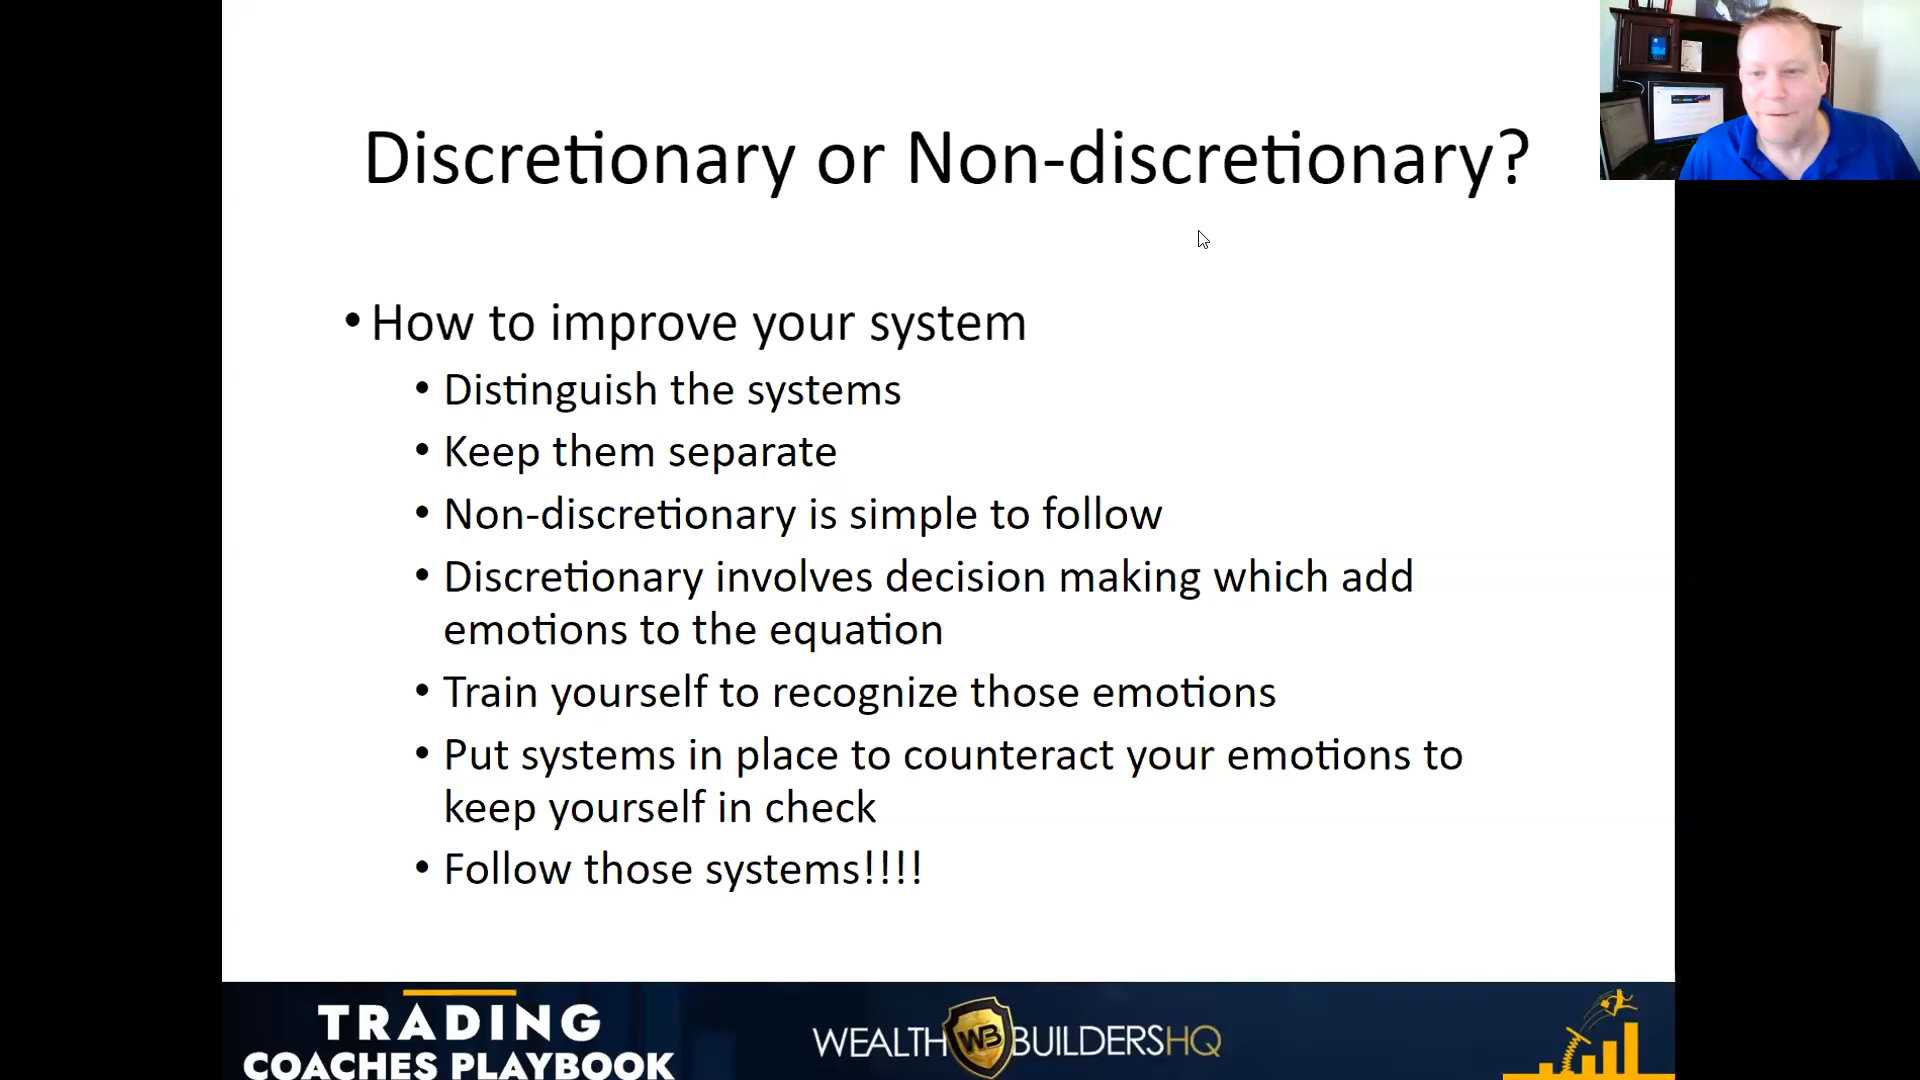 Discretionary or Non-discretionary?
• How to improve your system
• Distinguish the systems
• Keep them separate
• Non-discretionary is simple to follow
• Discretionary involves decision making which add
emotions to the equation
• Train yourself to recognize those emotions
• Put systems in place to counteract your emotions to
keep yourself in check
• Follow those systems!!!!
TRADING
COACHES PLAYBOOK
WEALTH WB BUILDERSHQ